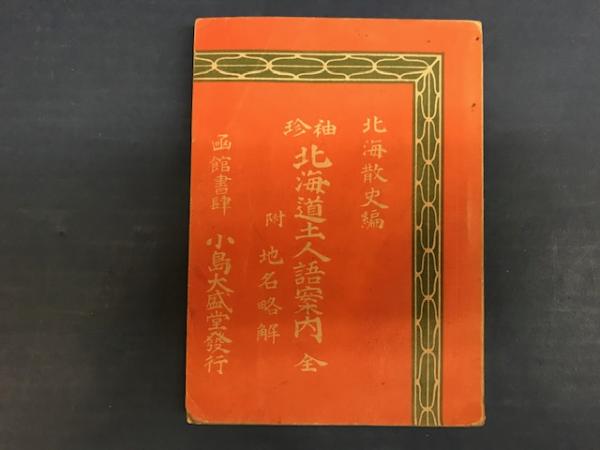 北海散史編
袖珍
北海道土人語案内 全
附 地名略解
函館書肆 小島大盛堂發行